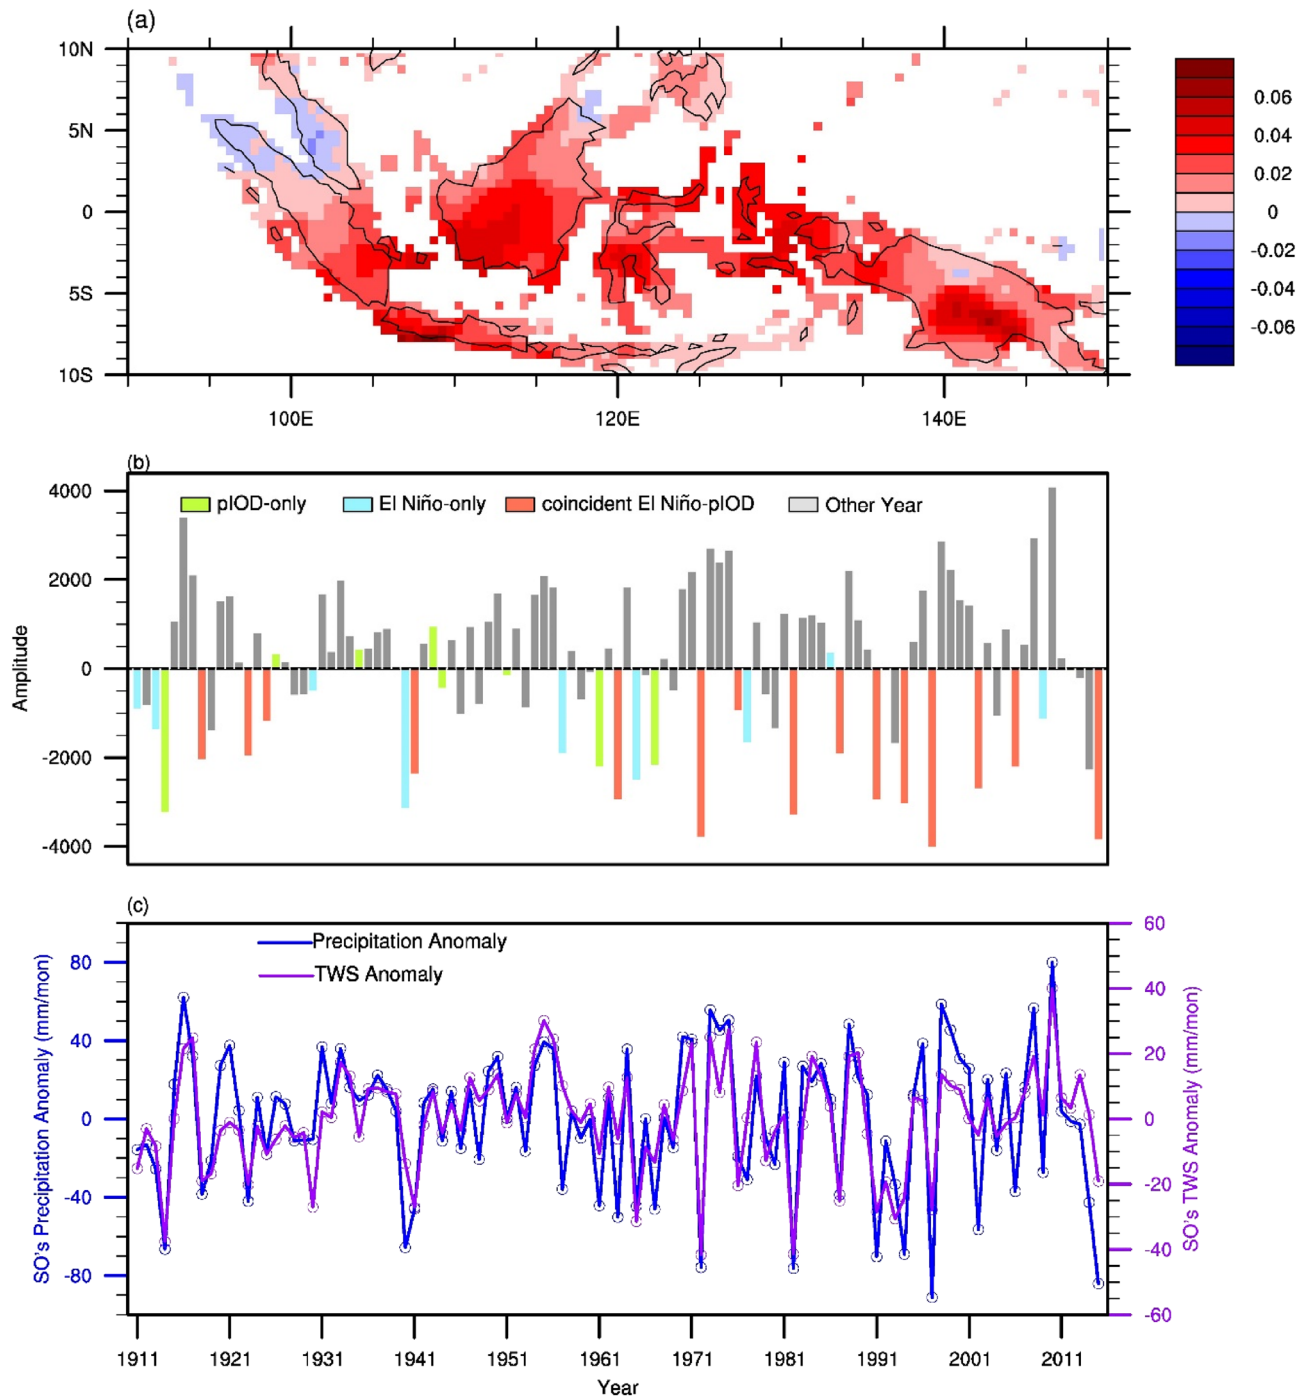 (a)
10N
5N
0
5S
10S
100E
120E
140E
0.06
0.04
0.02
0
-0.02
-0.04
-0.06
(b)
pIOD-only
El Niño-only
coincident El Niño-pIOD
Other Year
4000
2000
0
-2000
-4000
Amplitude
(c)
Precipitation Anomaly
TWS Anomaly
80
40
0
-40
-80
SO's Precipitation Anomaly (mm/mon)
60
40
20
0
-20
-40
-60
SO's TWS Anomaly (mm/mon)
1911 1921 1931 1941 1951 1961 1971 1981 1991 2001 2011
Year